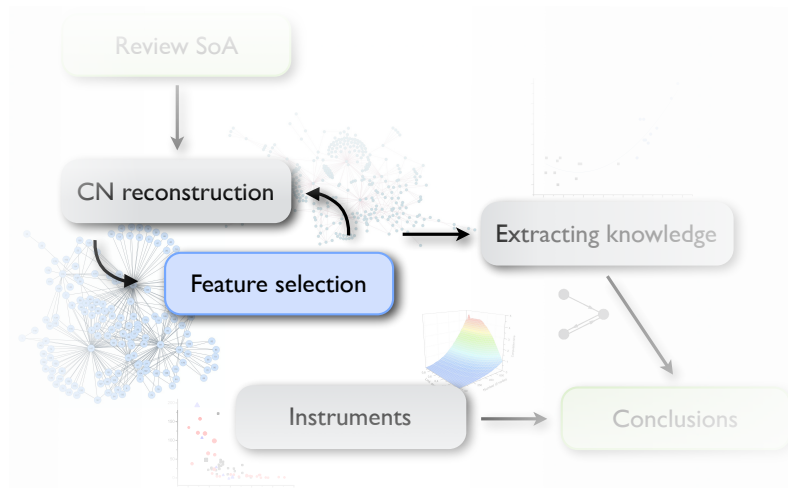 Review SoA
CN reconstruction
Extracting knowledge
Feature selection
Instruments
Conclusions